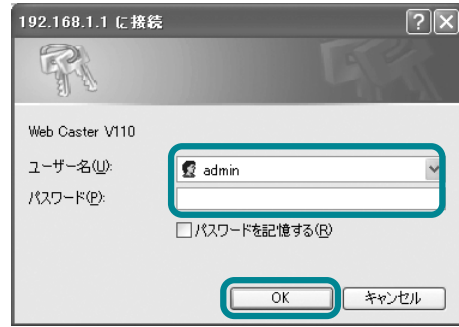 192.168.1.1 に接続
Web Caster V110
ユーザー名(U):
admin
パスワード(P):
パスワードを記憶する(R)
OK
キャンセル